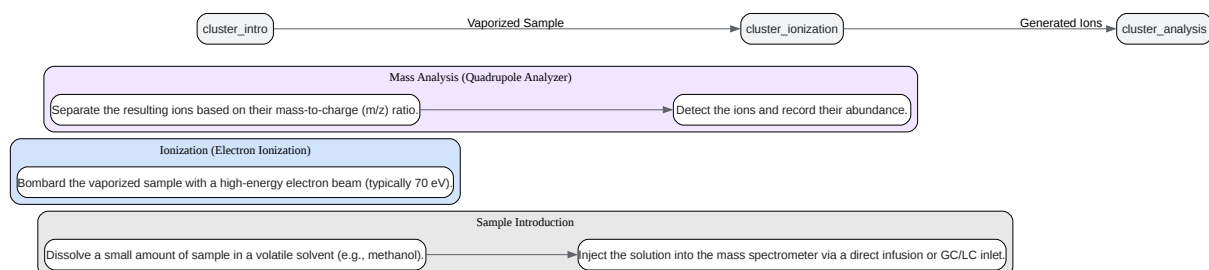 Vaporized Sample
Generated Ions
cluster_intro
cluster_ionization
cluster_analysis
Mass Analysis (Quadrupole Analyzer)
Separate the resulting ions based on their mass-to-charge (m/z) ratio.
Detect the ions and record their abundance.
Ionization (Electron Ionization)
Bombard the vaporized sample with a high-energy electron beam (typically 70 eV).
Sample Introduction
Dissolve a small amount of sample in a volatile solvent (e.g., methanol).
Inject the solution into the mass spectrometer via a direct infusion or GC/LC inlet.